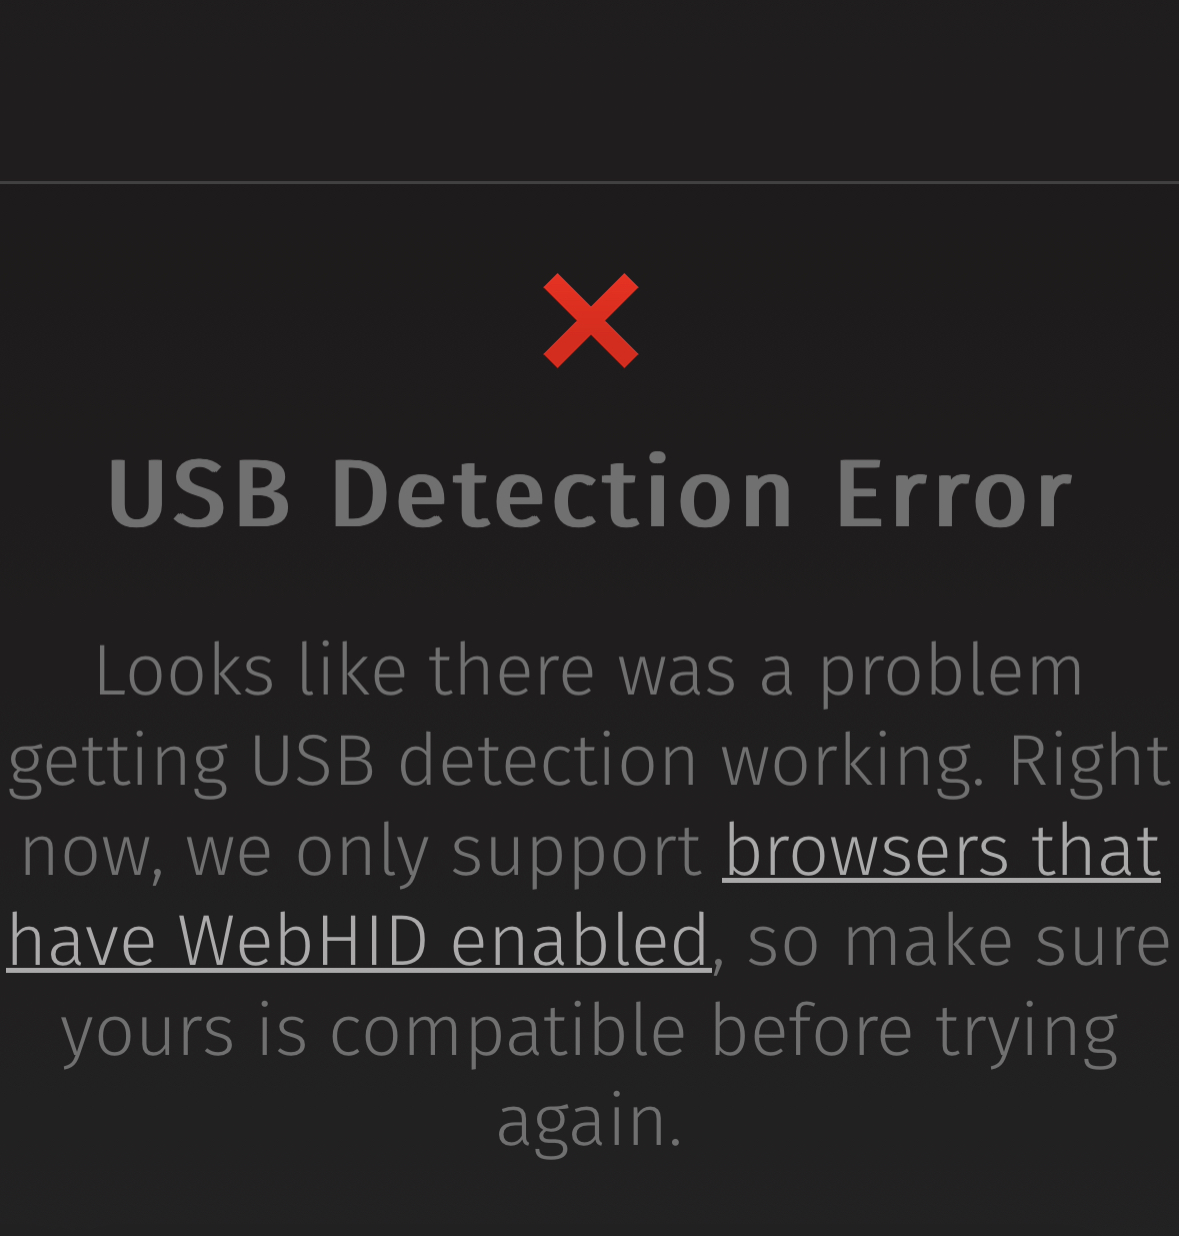 USB Detection Error
Looks like there was a problem
getting USB detection working. Right
now, we only support browsers that
have WebHID enabled, so make sure
yours is compatible before trying
again.